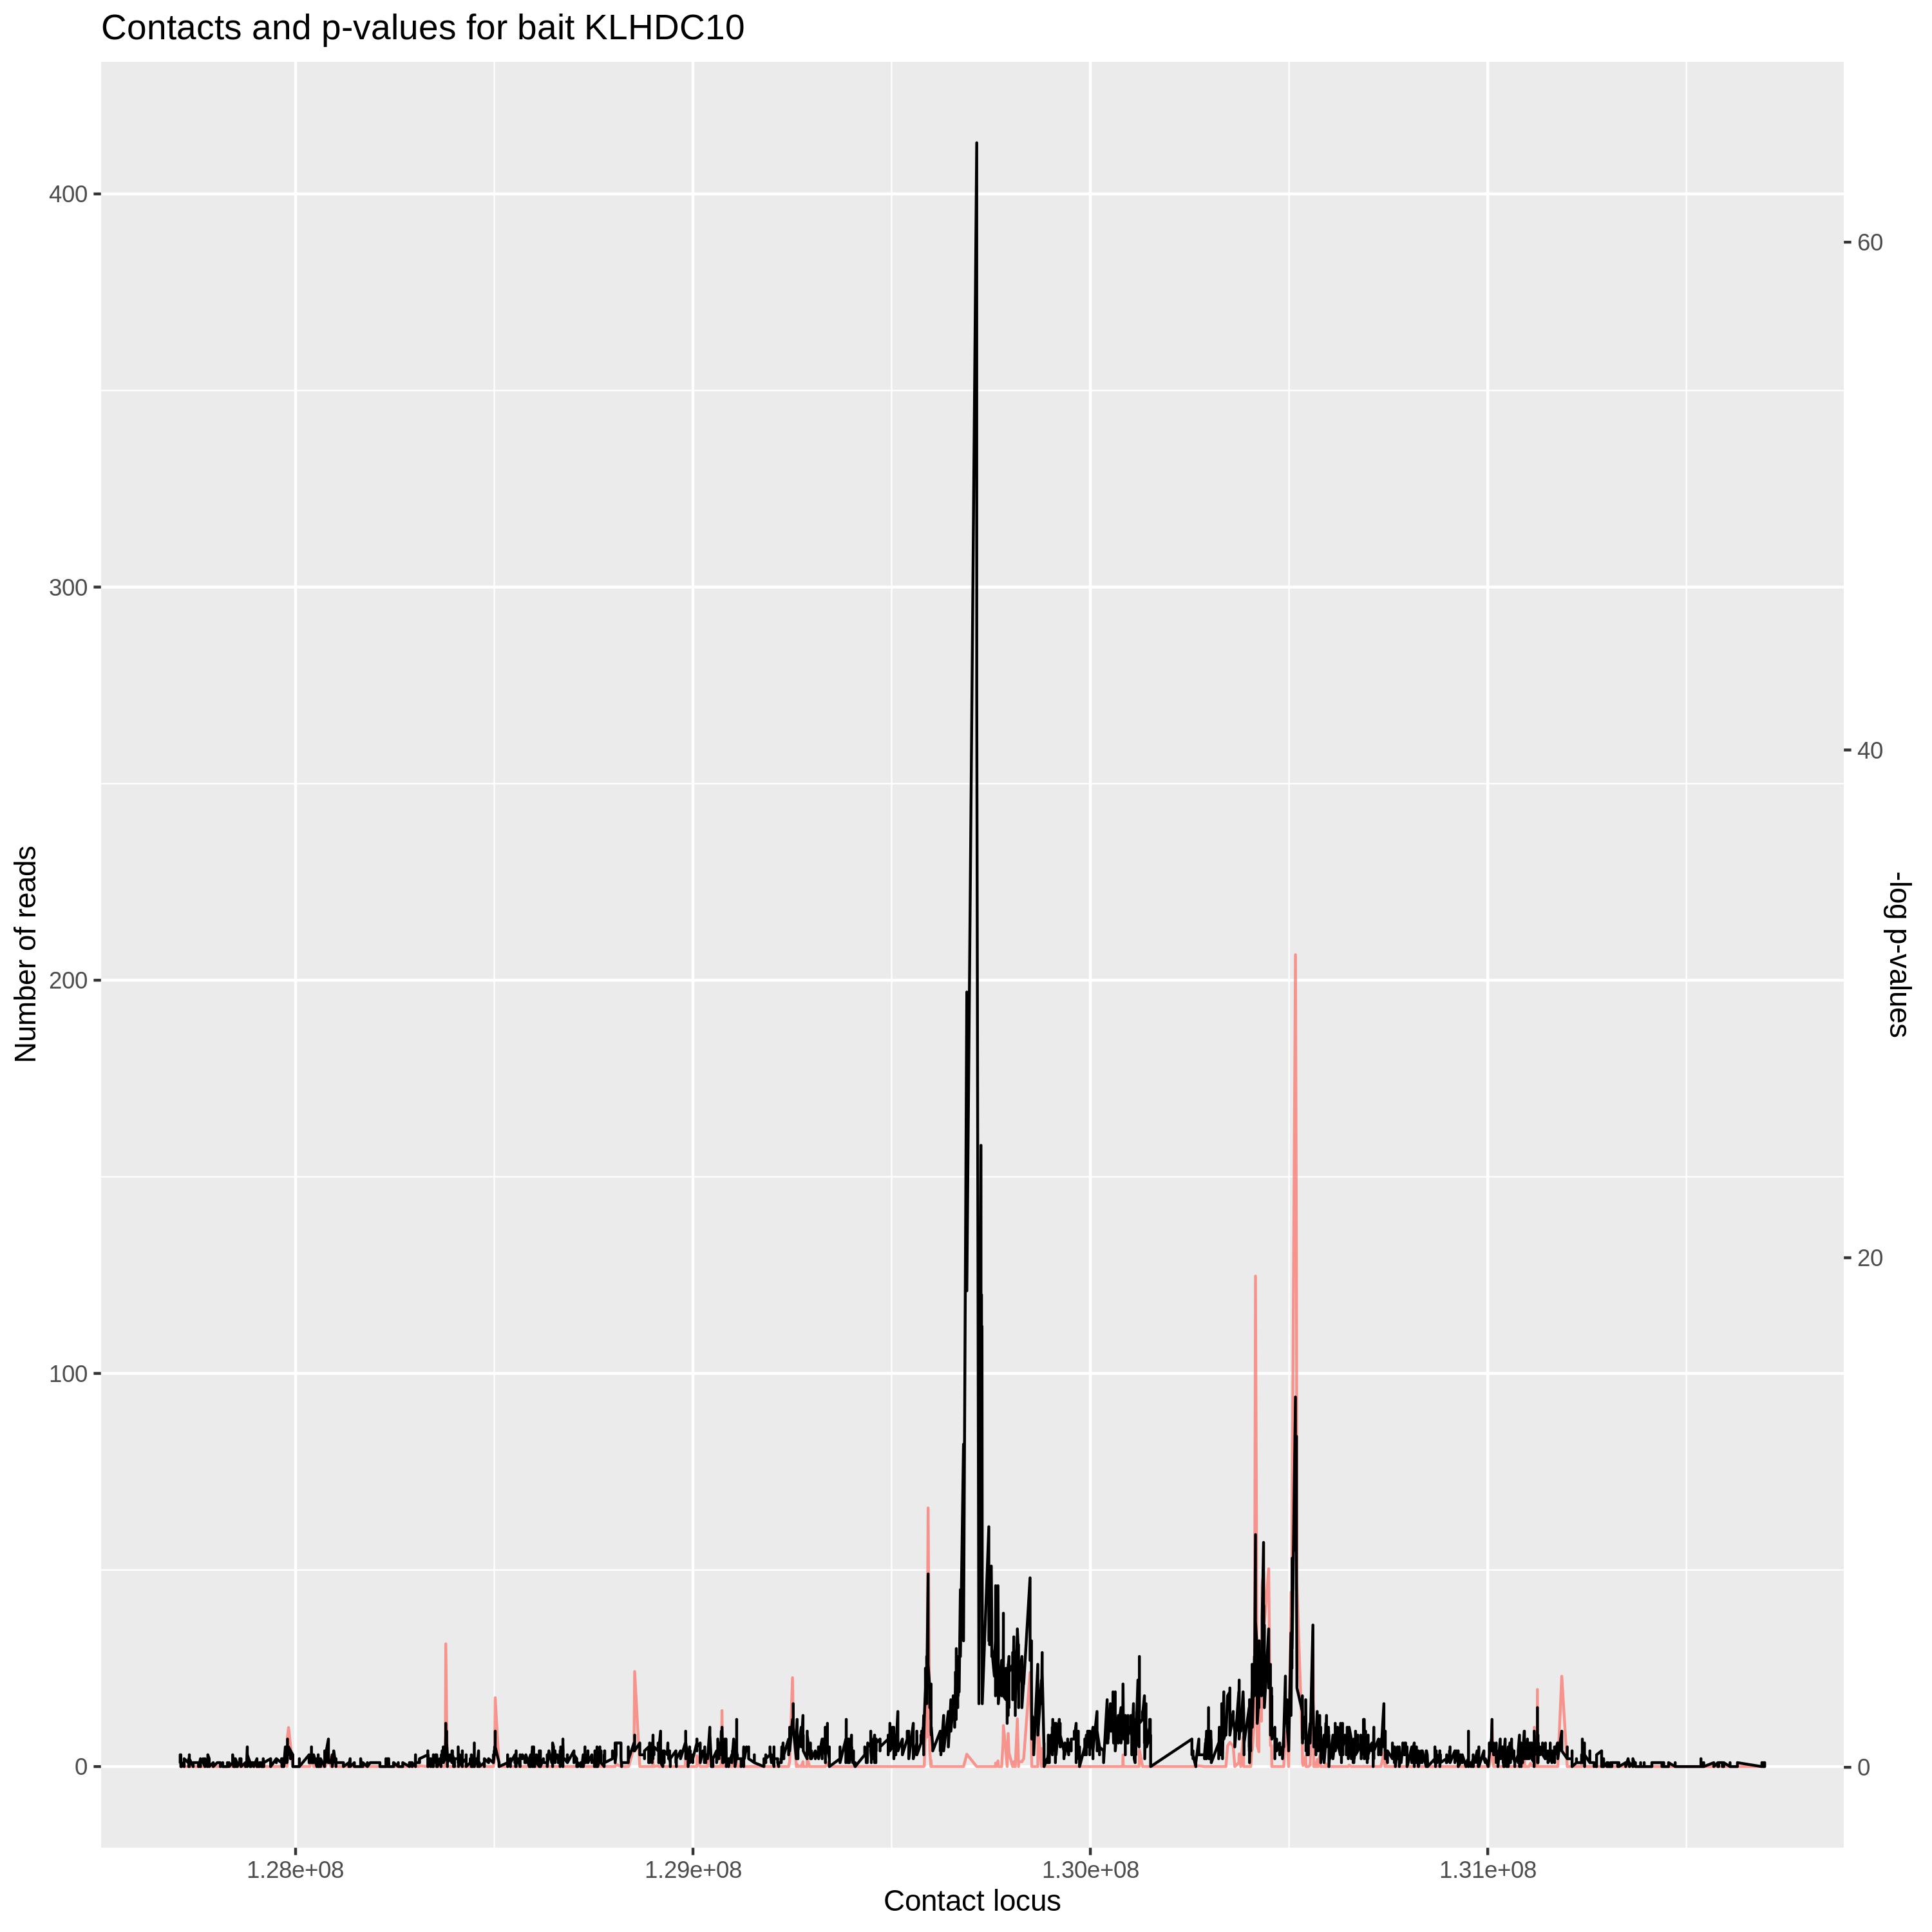 Contacts and p-values for bait KLHDC10
400
300
200
100
0
Number of reads
60
40
20
0
-log p-values
1.28e+08 1.29e+08 1.30e+08 1.31e+08
Contact locus